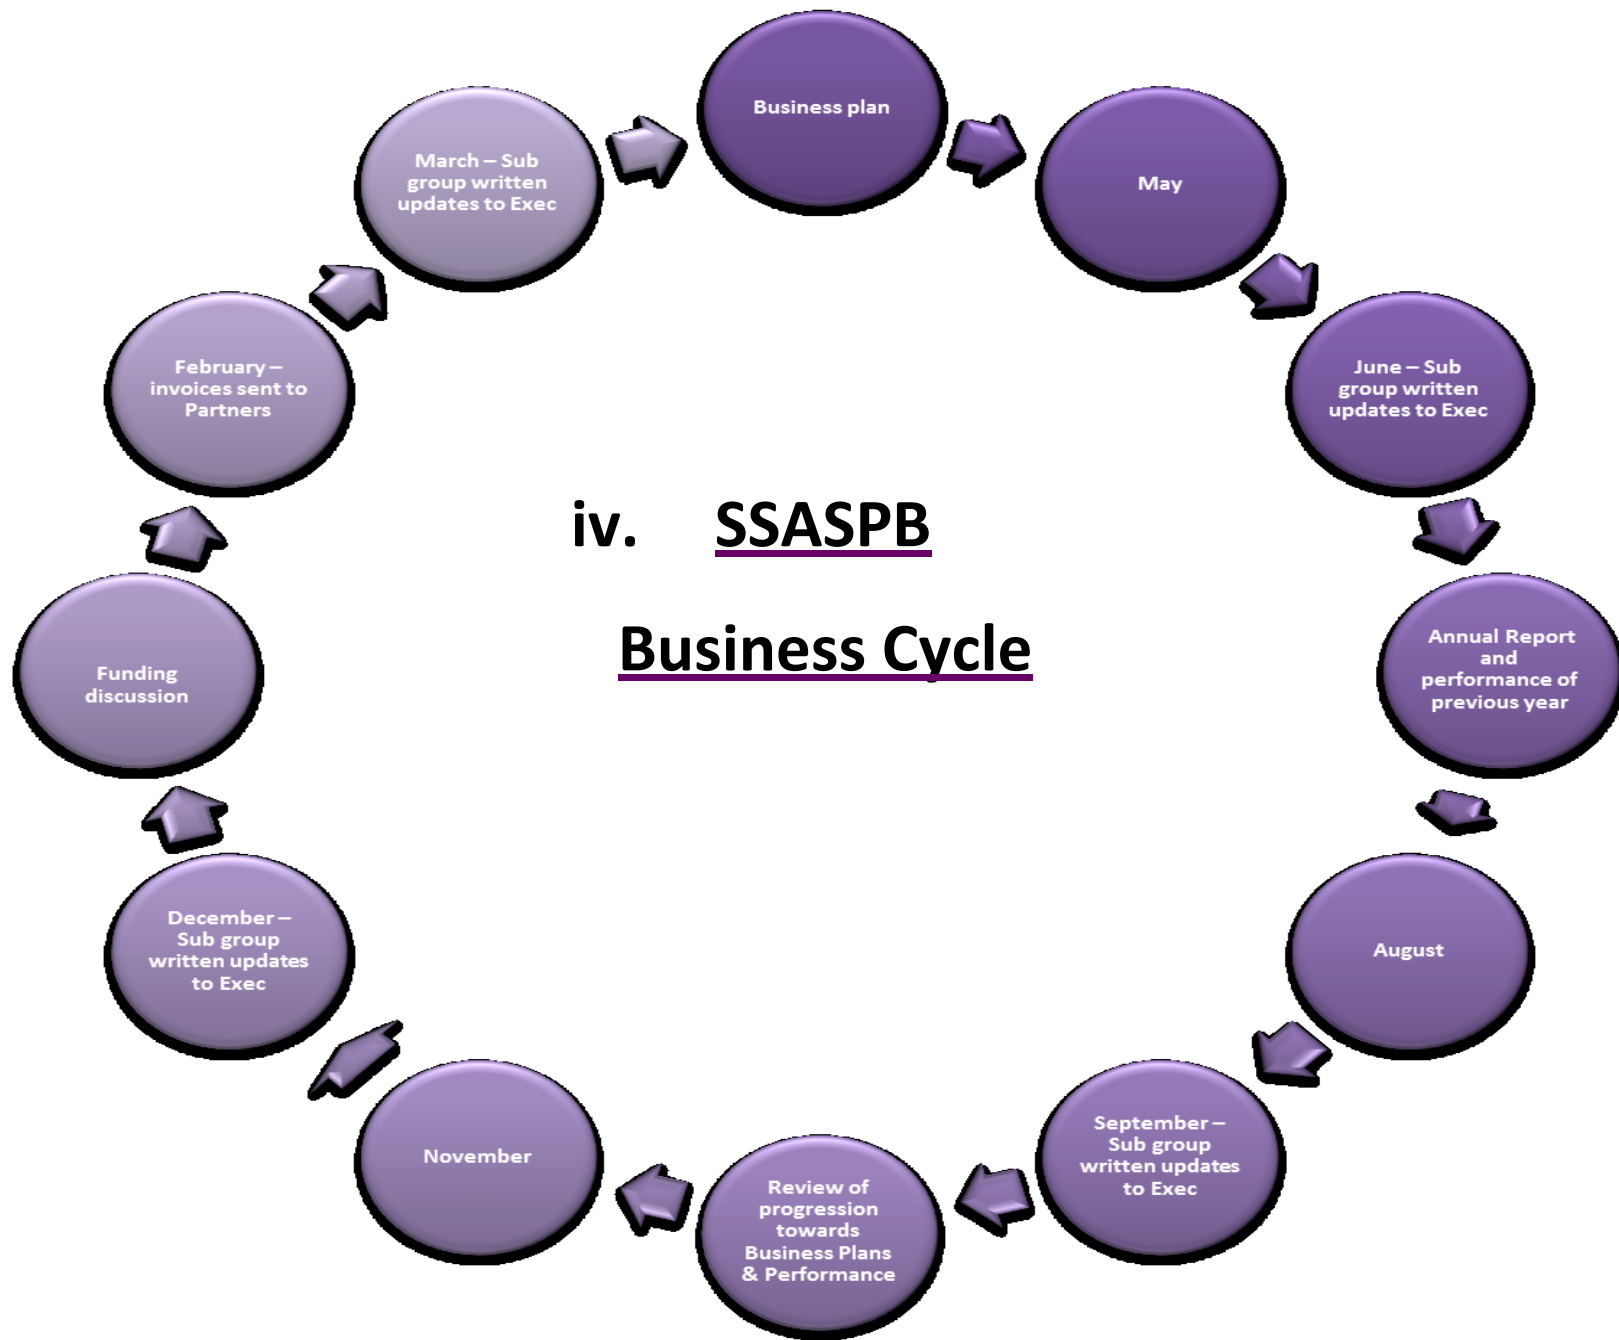 iv. SSASPB
Business Cycle
Business plan
May
June – Sub
group written
updates to Exec
Annual Report
and
performance of
previous year
August
September –
Sub group
written updates
to Exec
Review of
progression
towards
Business Plans
& Performance
November
December –
Sub group
written updates
to Exec
Funding
discussion
February –
invoices sent to
Partners
March – Sub
group written
updates to Exec